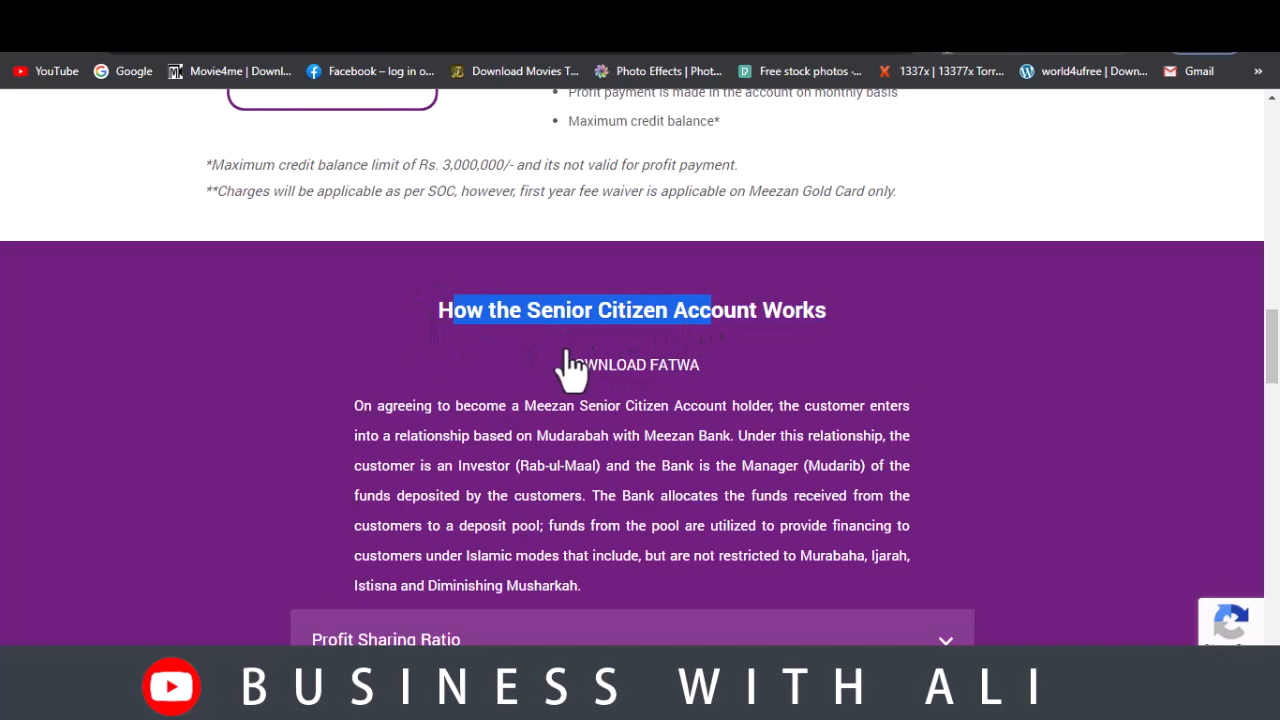 YouTube Google Movie4me | Downl... Facebook – log in o... Download Movies T... Photo Effects | Phot... Free stock photos -... 1337x | 13377x Torr... world4ufree | Down... Gmail »
Profit payment is made in the account on monthly basis
Maximum credit balance*
*Maximum credit balance limit of Rs. 3,000,000/- and its not valid for profit payment.
**Charges will be applicable as per SOC, however, first year fee waiver is applicable on Meezan Gold Card only.
How the Senior Citizen Account Works
FATWA
On agreeing to become a Meezan Senior Citizen Account holder, the customer enters
into a relationship based on Mudarabah with Meezan Bank. Under this relationship, the
customer is an Investor (Rab-ul-Maal) and the Bank is the Manager (Mudarib) of the
funds deposited by the customers. The Bank allocates the funds received from the
customers to a deposit pool; funds from the pool are utilized to provide financing to
customers under Islamic modes that include, but are not restricted to Murabaha, Ijarah,
Istisna and Diminishing Musharkah.
Profit Sharing Ratio
BUSINESS WITH ALI